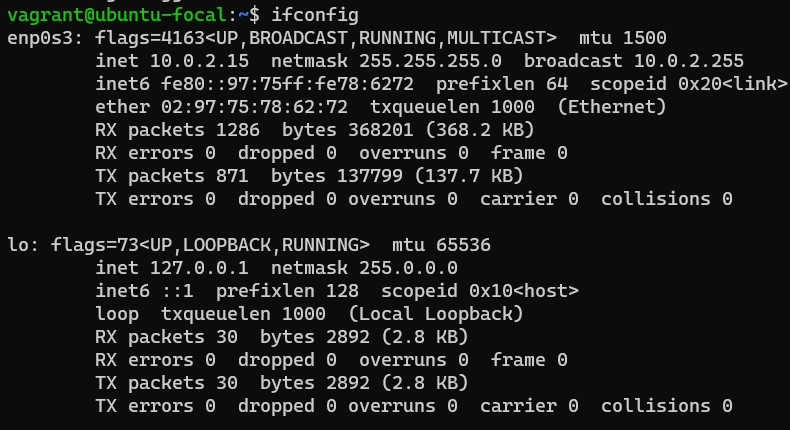 vagrant@ubuntu-focal:~$ ifconfig
enp0s3: flags=4163<UP,BROADCAST,RUNNING,MULTICAST>  mtu 1500
        inet 10.0.2.15  netmask 255.255.255.0  broadcast 10.0.2.255
        inet6 fe80::97:75ff:fe78:6272  prefixlen 64  scopeid 0x20<link>
        ether 02:97:75:78:62:72  txqueuelen 1000  (Ethernet)
        RX packets 1286  bytes 368201 (368.2 KB)
        RX errors 0  dropped 0  overruns 0  frame 0
        TX packets 871  bytes 137799 (137.7 KB)
        TX errors 0  dropped 0 overruns 0  carrier 0  collisions 0

lo: flags=73<UP,LOOPBACK,RUNNING>  mtu 65536
        inet 127.0.0.1  netmask 255.0.0.0
        inet6 ::1  prefixlen 128  scopeid 0x10<host>
        loop  txqueuelen 1000  (Local Loopback)
        RX packets 30  bytes 2892 (2.8 KB)
        RX errors 0  dropped 0  overruns 0  frame 0
        TX packets 30  bytes 2892 (2.8 KB)
        TX errors 0  dropped 0 overruns 0  carrier 0  collisions 0